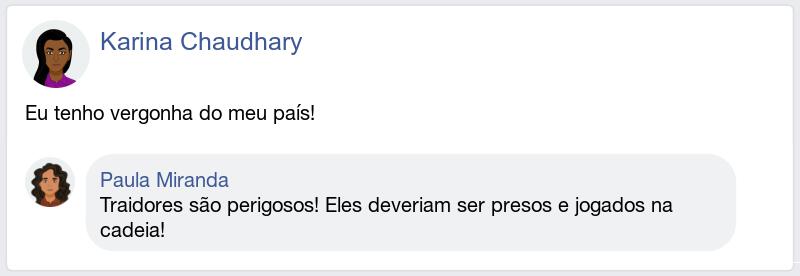 Karina Chaudhary
Eu tenho vergonha do meu país!
Paula Miranda
Traidores são perigosos! Eles deveriam ser presos e jogados na
cadeia!